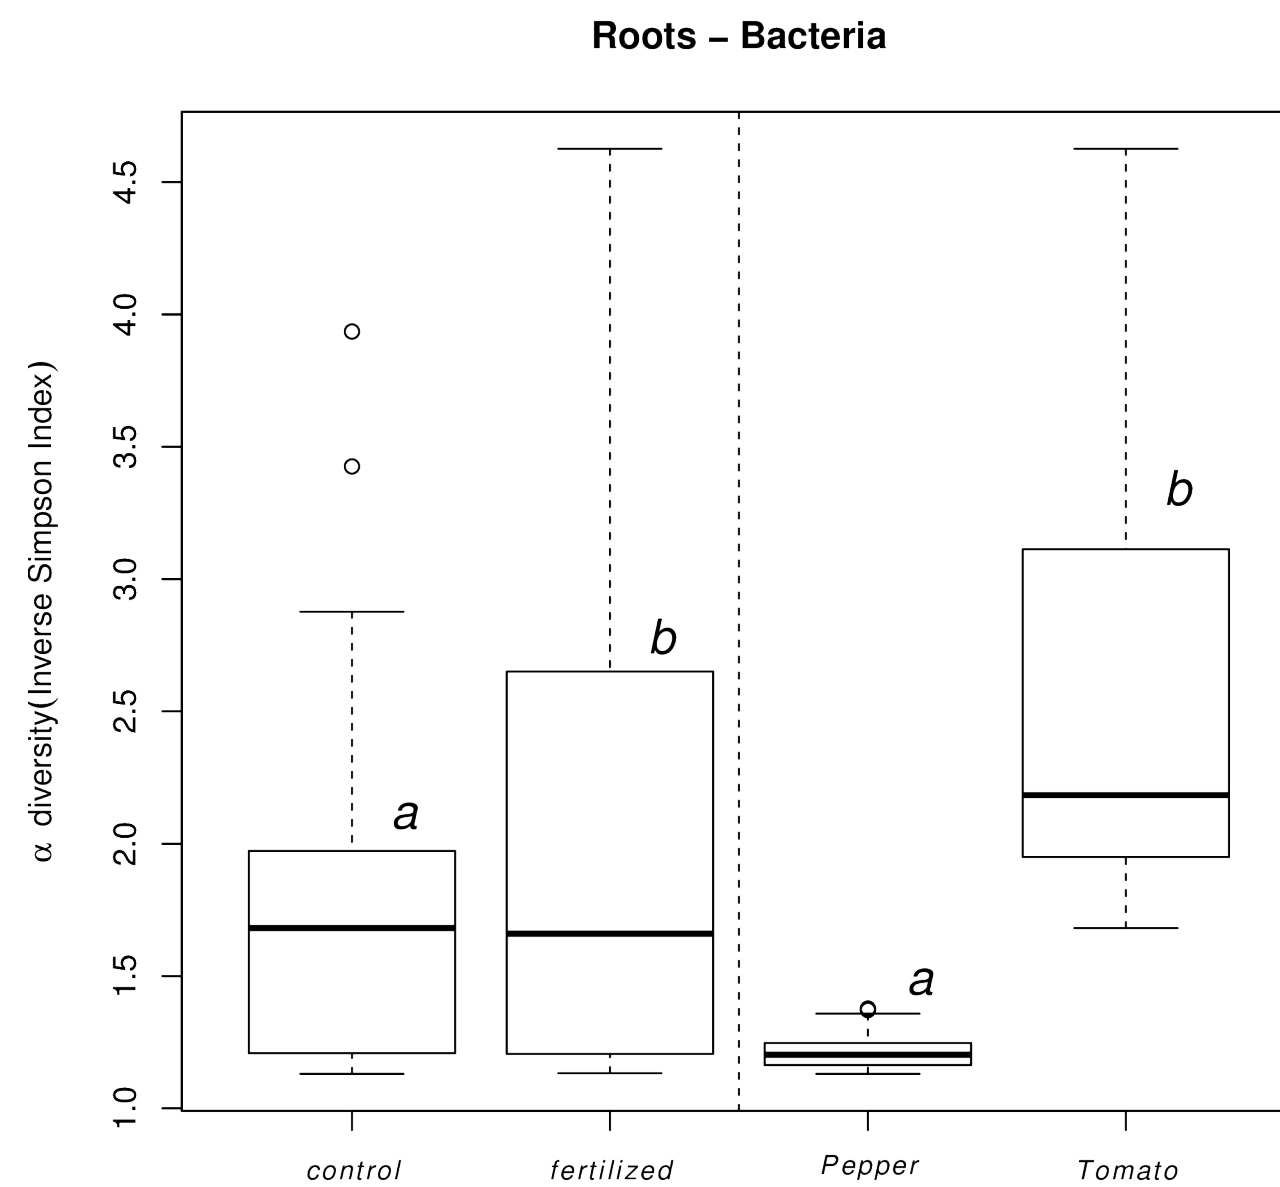 Roots – Bacteria
α diversity(Inverse Simpson Index)
4.5
4.0
3.5
3.0
2.5
2.0
1.5
1.0
a
b
a
b
control
fertilized
Pepper
Tomato